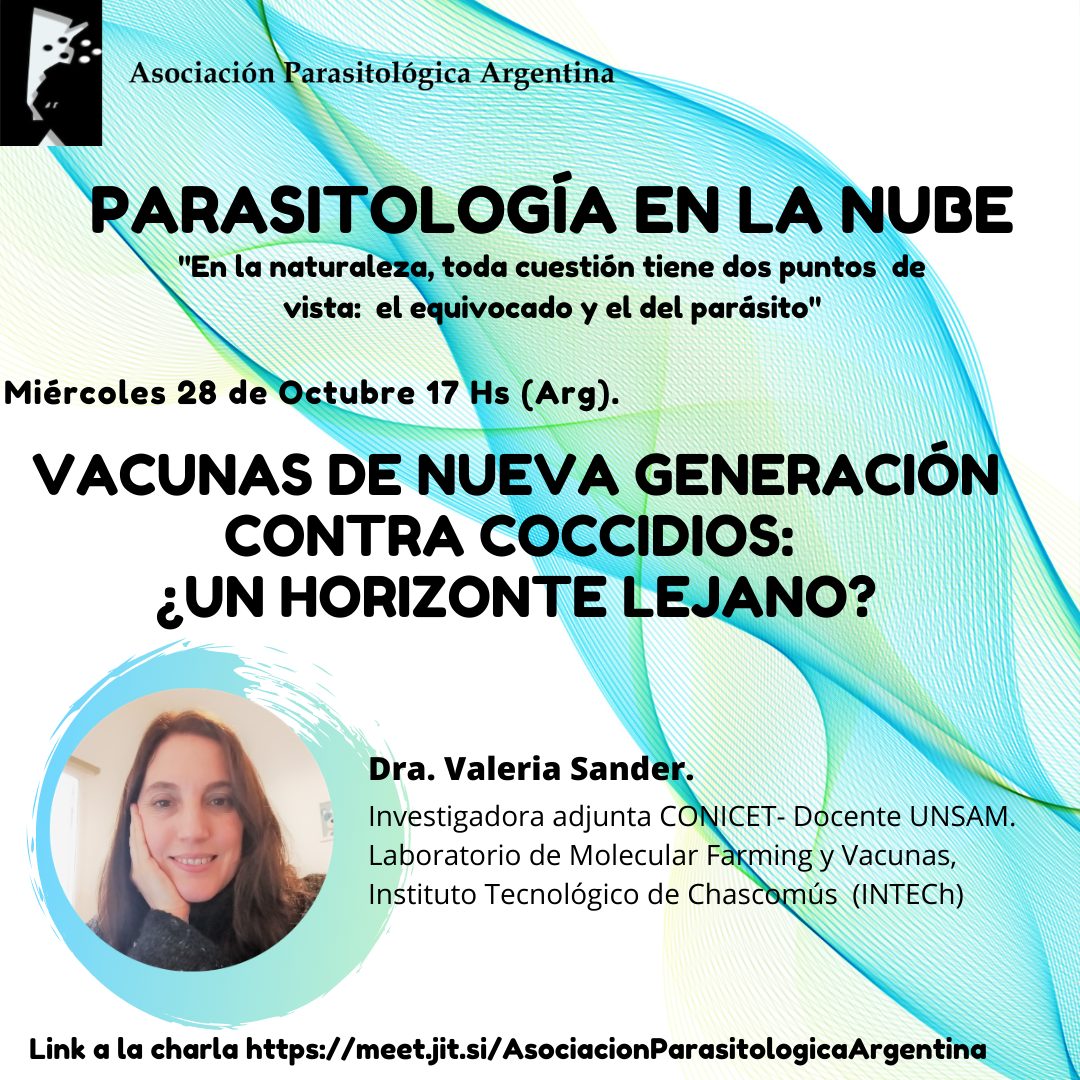 Asociación Parasitológica Argentina
PARASITOLOGÍA EN LA NUBE
"En la naturaleza, toda cuestión tiene dos puntos de
vista: el equivocado y el del parásito"
Miércoles 28 de Octubre 17 Hs (Arg).
VACUNAS DE NUEVA GENERACIÓN
CONTRA COCCIDIOS:
¿UN HORIZONTE LEJANO?
Dra. Valeria Sander.
Investigadora adjunta CONICET- Docente UNSAM.
Laboratorio de Molecular Farming y Vacunas,
Instituto Tecnológico de Chascomús (INTECh)
Link a la charla https://meet.jit.si/AsociacionParasitologicaArgentina